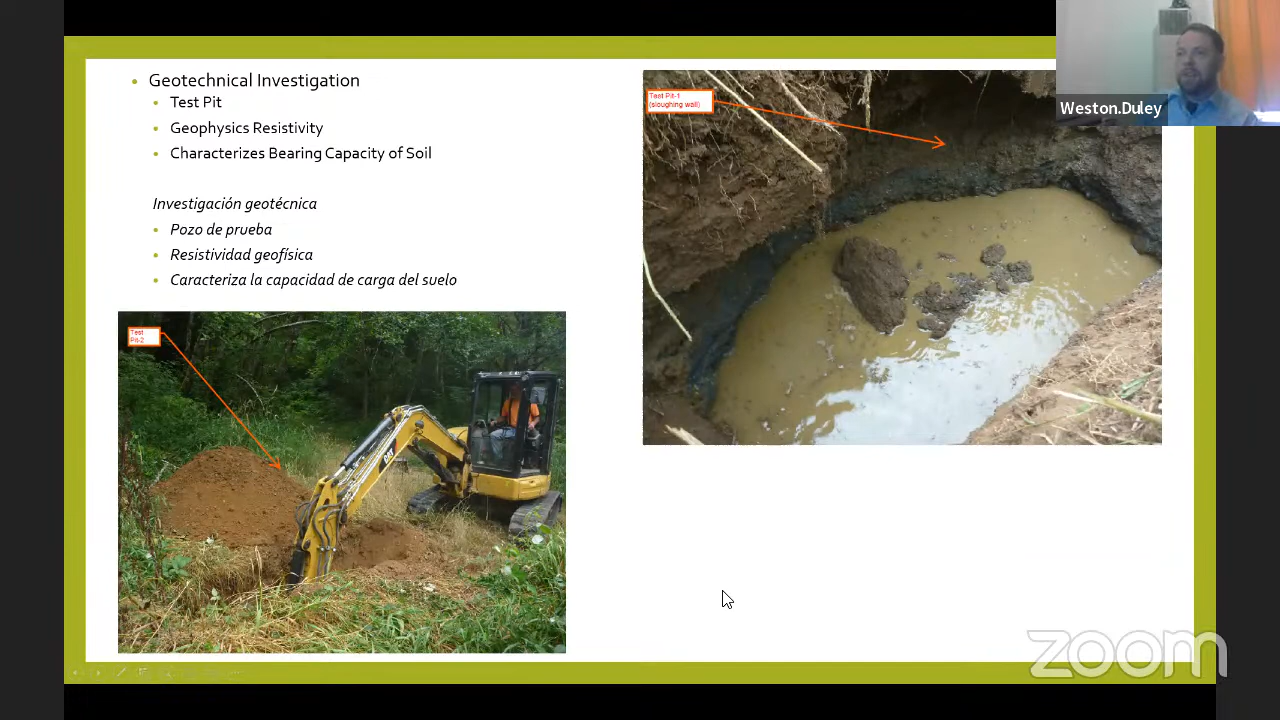 Geotechnical Investigation
Test Pit
Geophysics Resistivity
Characterizes Bearing Capacity of Soil
Investigación geotécnica
Pozo de prueba
Resistividad geofísica
Caracteriza la capacidad de carga del suelo
Test Pit-1
(sloughing wall)
Weston.Duley
Test
Pit-2
CAT
zoom